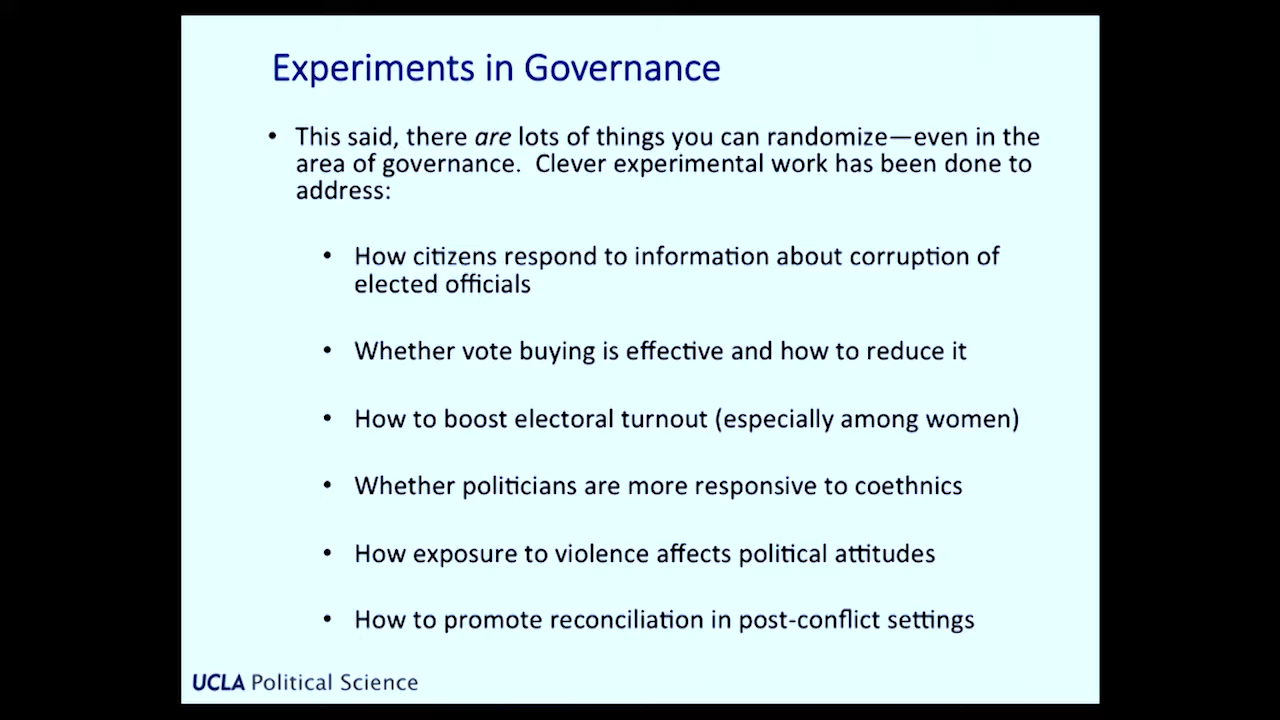 Experiments in Governance
• This said, there are lots of things you can randomize—even in the
area of governance.  Clever experimental work has been done to
address:
• How citizens respond to information about corruption of
elected officials
• Whether vote buying is effective and how to reduce it
• How to boost electoral turnout (especially among women)
• Whether politicians are more responsive to coethnics
• How exposure to violence affects political attitudes
• How to promote reconciliation in post-conflict settings
UCLA Political Science